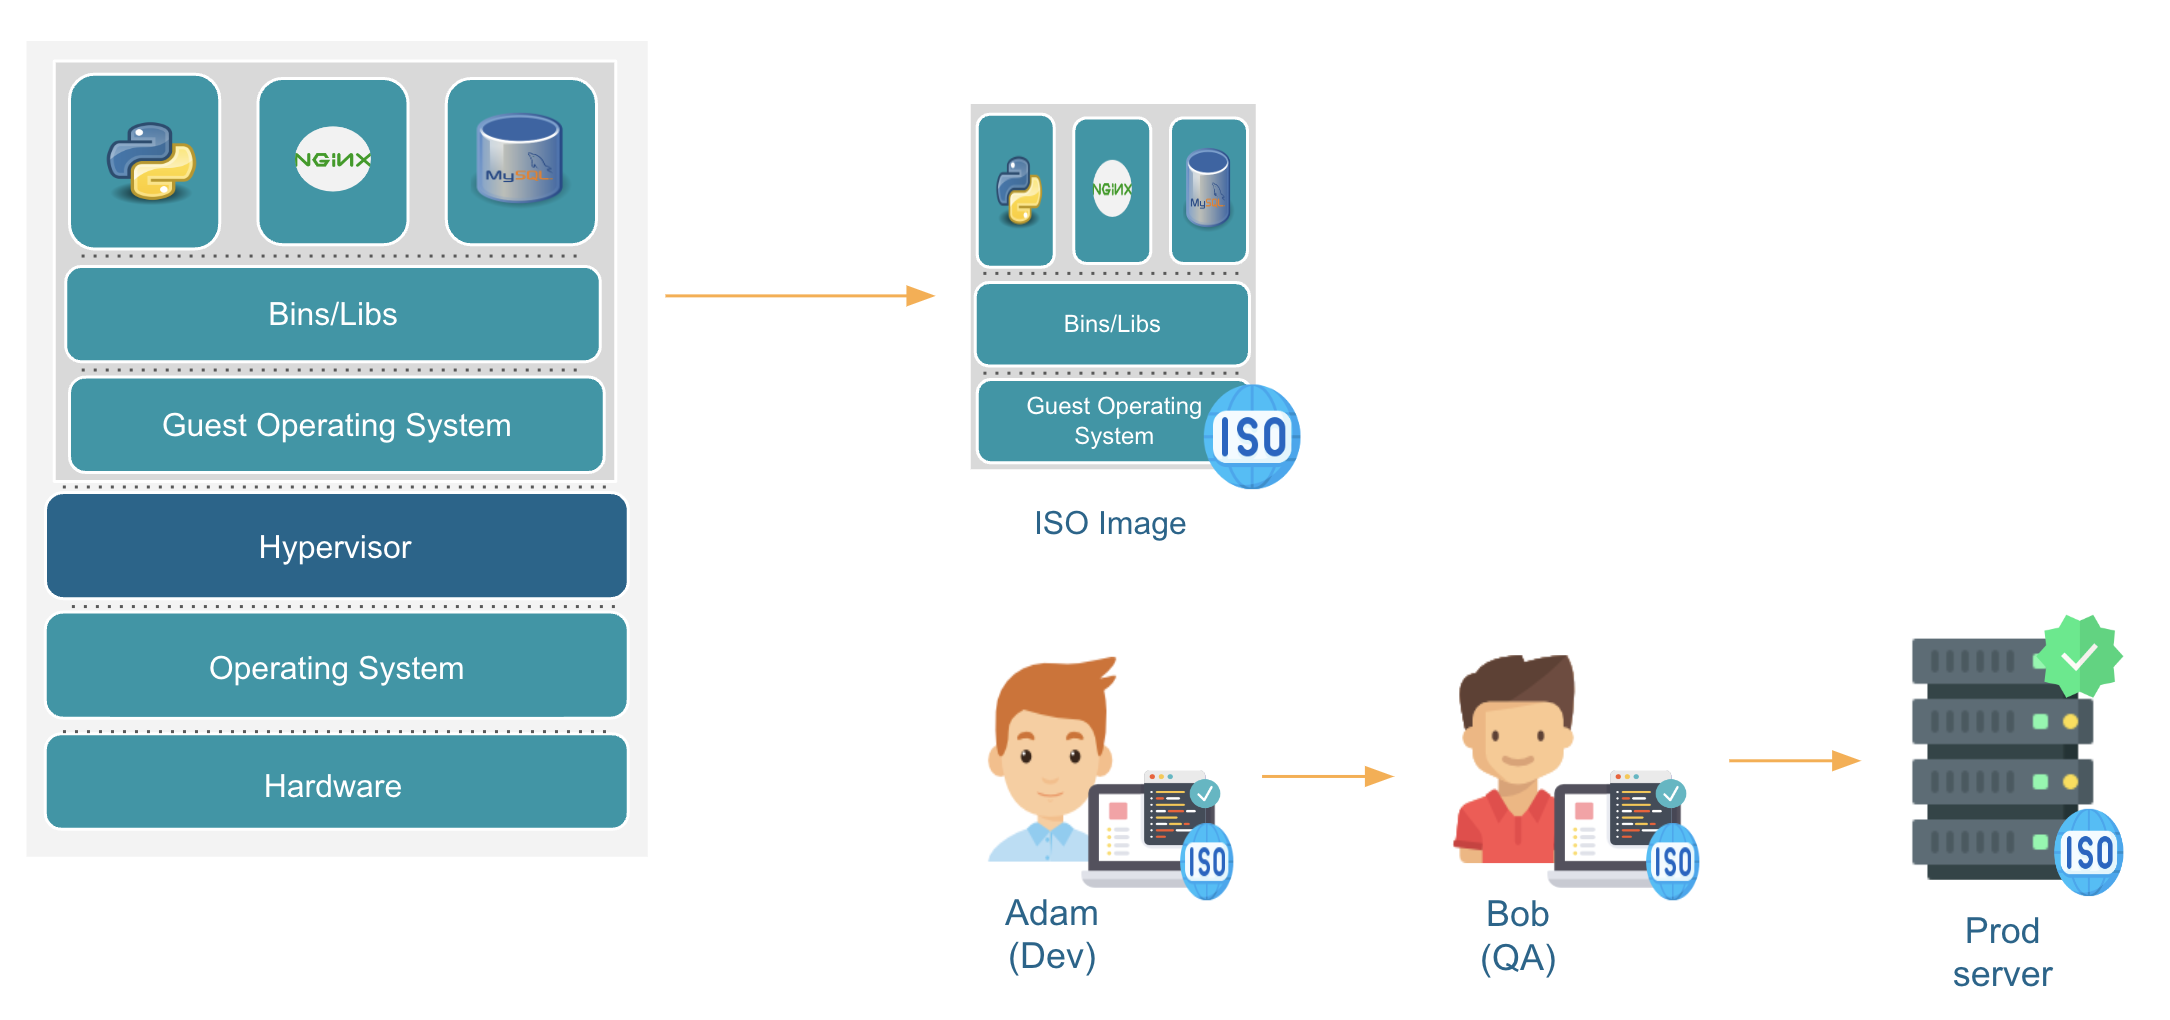 NGiNX
MySQL
Bins/Libs
Guest Operating System
Hypervisor
Operating System
Hardware
NGiNX
MySQL
Bins/Libs
Guest Operating
System
ISO
ISO Image
ISO
Adam
(Dev)
ISO
Bob
(QA)
ISO
Prod
server